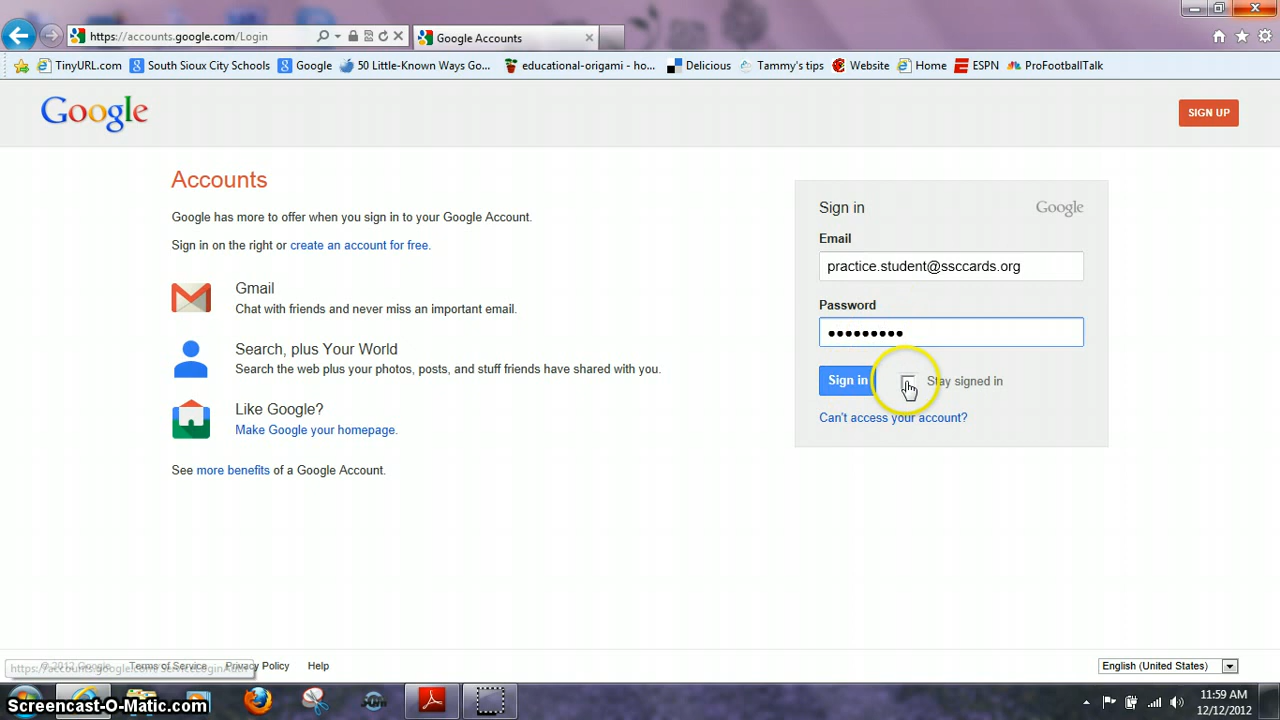 https://accounts.google.com/Login
Google Accounts
TinyURL.com
South Sioux City Schools
Google
50 Little-Known Ways Go...
educational-origami - ho...
Delicious
Tammy's tips
Website
Home
ESPN
ProFootballTalk
Google
SIGN UP
Accounts
Google has more to offer when you sign in to your Google Account.
Sign in on the right or create an account for free.
Gmail
Chat with friends and never miss an important email.
Search, plus Your World
Search the web plus your photos, posts, and stuff friends have shared with you.
Like Google?
Make Google your homepage.
See more benefits of a Google Account.
Sign in
Google
Email
practice.student@ssccards.org
Password
Sign in
Stay signed in
Can't access your account?
© 2012 Google
Terms of Service
Privacy Policy
Help
English (United States)
Screencast-O-Matic.com
11:59 AM
12/12/2012